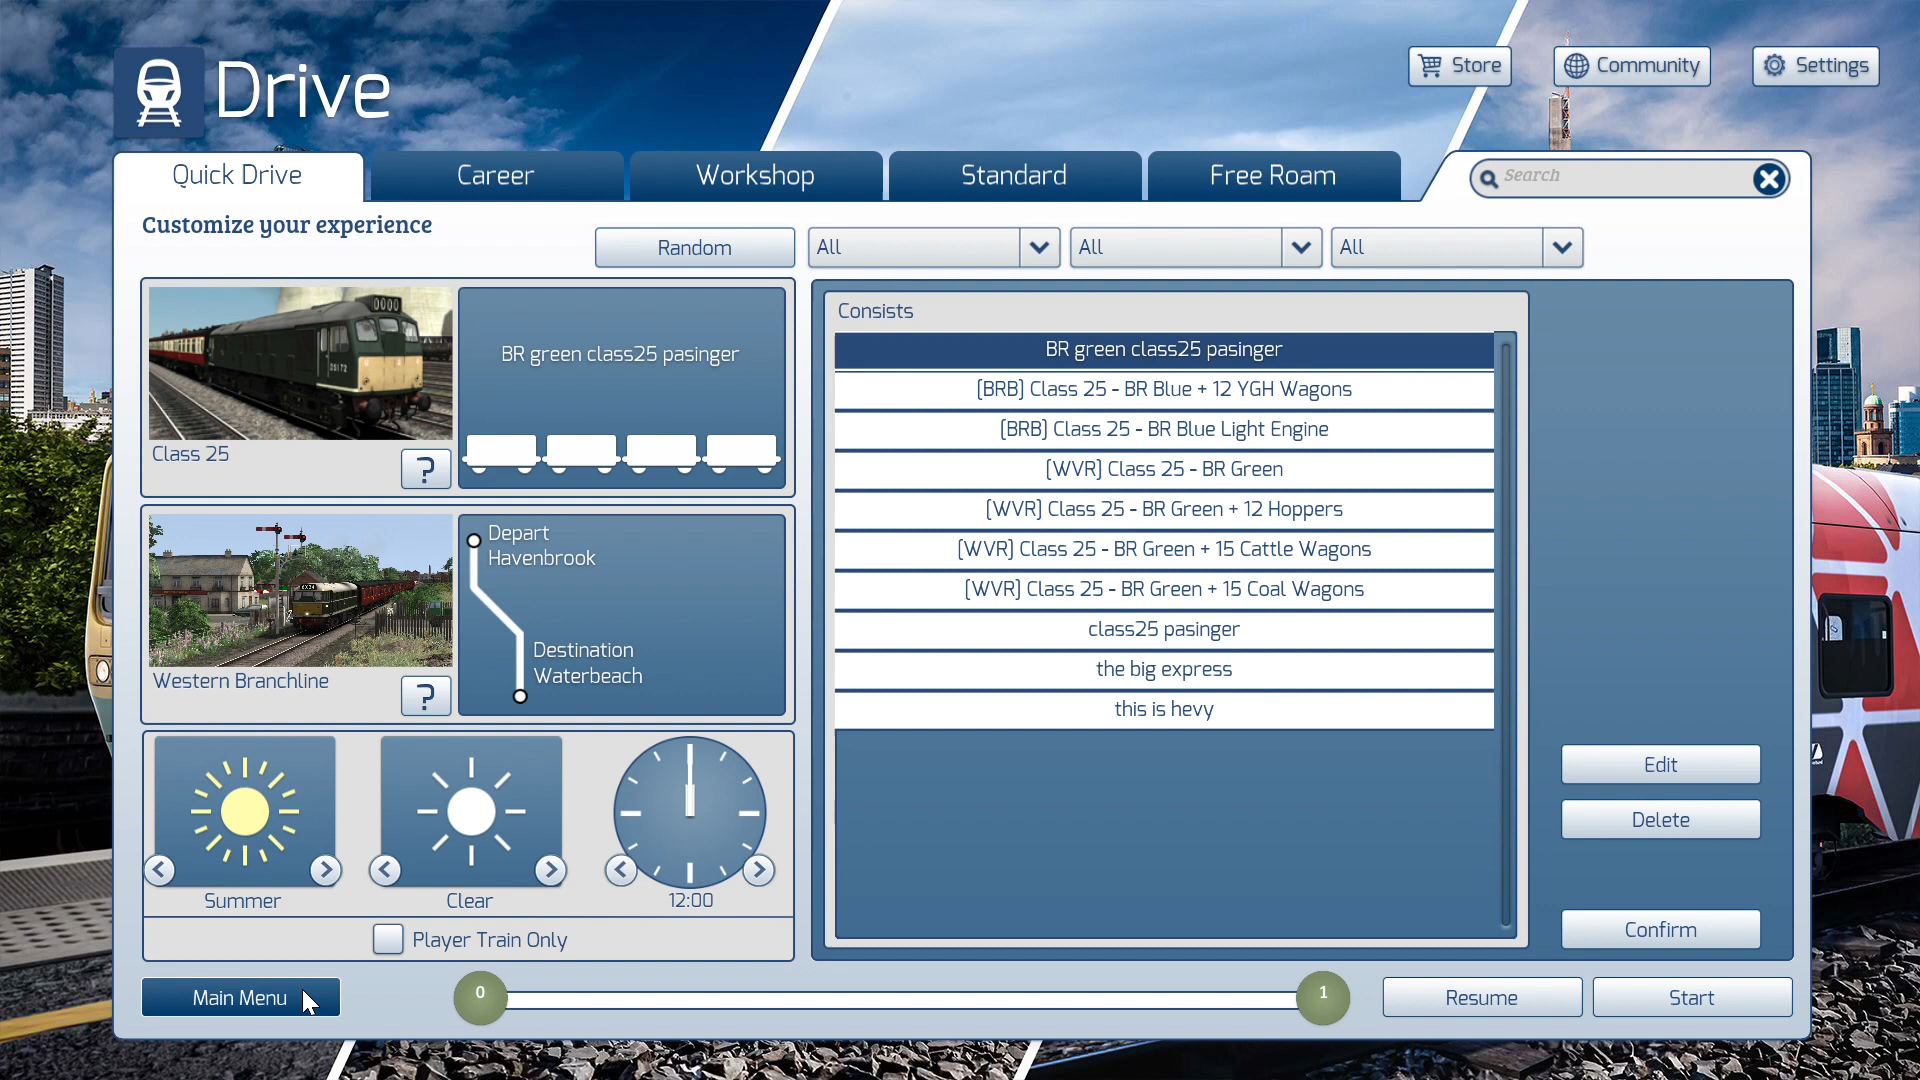 Drive
Store
Community
Settings
Quick Drive
Career
Workshop
Standard
Free Roam
Search
Customize your experience
Random
All
All
All
BR green class25 pasinger
Class 25
?
Depart
Havenbrook
Destination
Waterbeach
Western Branchline
?
Summer
Clear
12:00
Player Train Only
Consists
BR green class25 pasinger
[BRB] Class 25 - BR Blue + 12 YGH Wagons
[BRB] Class 25 - BR Blue Light Engine
[WVR] Class 25 - BR Green
[WVR] Class 25 - BR Green + 12 Hoppers
[WVR] Class 25 - BR Green + 15 Cattle Wagons
[WVR] Class 25 - BR Green + 15 Coal Wagons
class25 pasinger
the big express
this is hevy
Edit
Delete
Confirm
Main Menu
0
1
Resume
Start